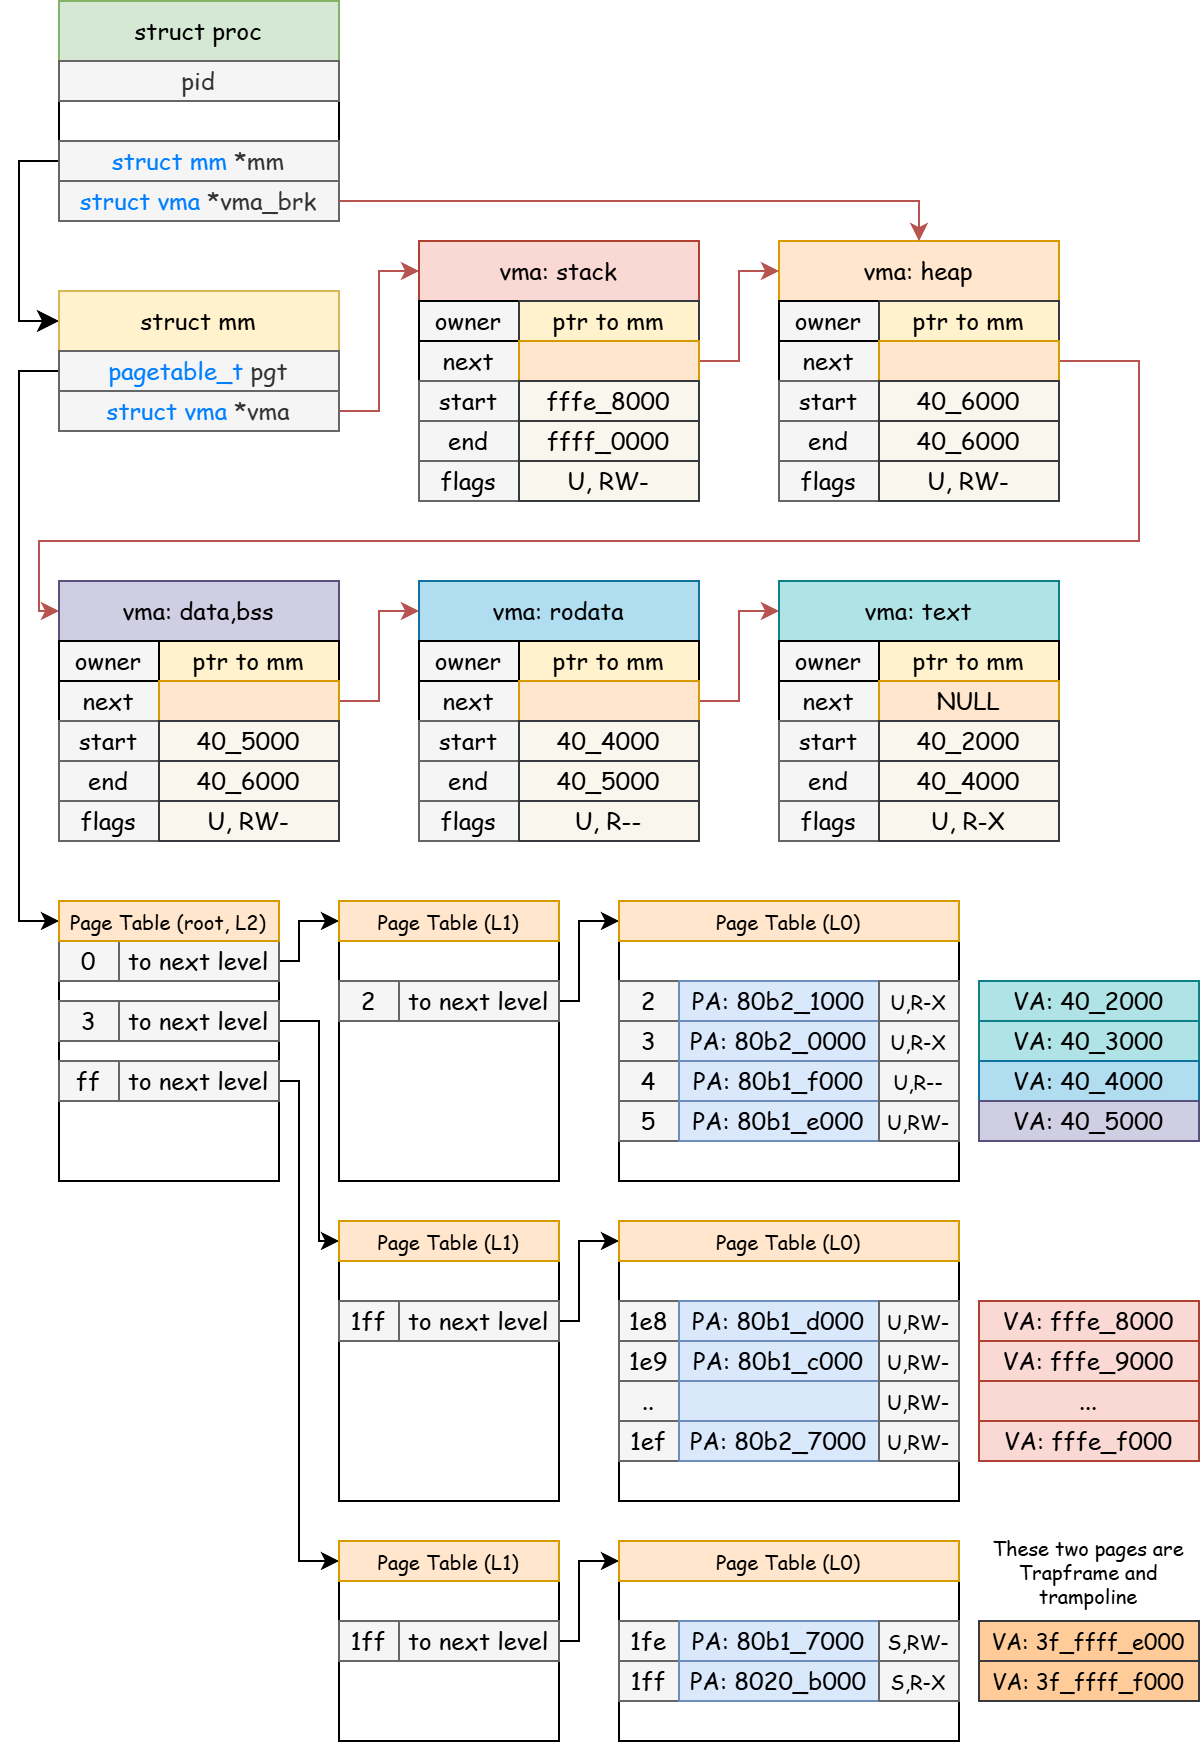 struct proc
pid
struct mm *mm
struct vma *vma_brk
struct mm
pagetable_t pgt
struct vma *vma
vma: stack
owner ptr to mm
next
start fffe_8000
end ffff_0000
flags U, RW-
vma: heap
owner ptr to mm
next
start 40_6000
end 40_6000
flags U, RW-
vma: data,bss
owner ptr to mm
next
start 40_5000
end 40_6000
flags U, RW-
vma: rodata
owner ptr to mm
next
start 40_4000
end 40_5000
flags U, R--
vma: text
owner ptr to mm
next NULL
start 40_2000
end 40_4000
flags U, R-X
Page Table (root, L2)
0 to next level
3 to next level
ff to next level
Page Table (L1)
2 to next level
Page Table (L0)
2 PA: 80b2_1000 U,R-X VA: 40_2000
3 PA: 80b2_0000 U,R-X VA: 40_3000
4 PA: 80b1_f000 U,R-- VA: 40_4000
5 PA: 80b1_e000 U,RW- VA: 40_5000
Page Table (L1)
1ff to next level
Page Table (L0)
1e8 PA: 80b1_d000 U,RW- VA: fffe_8000
1e9 PA: 80b1_c000 U,RW- VA: fffe_9000
.. U,RW- ...
1ef PA: 80b2_7000 U,RW- VA: fffe_f000
Page Table (L1)
1ff to next level
Page Table (L0)
These two pages are
Trapframe and
trampoline
1fe PA: 80b1_7000 S,RW- VA: 3f_ffff_e000
1ff PA: 8020_b000 S,R-X VA: 3f_ffff_f000